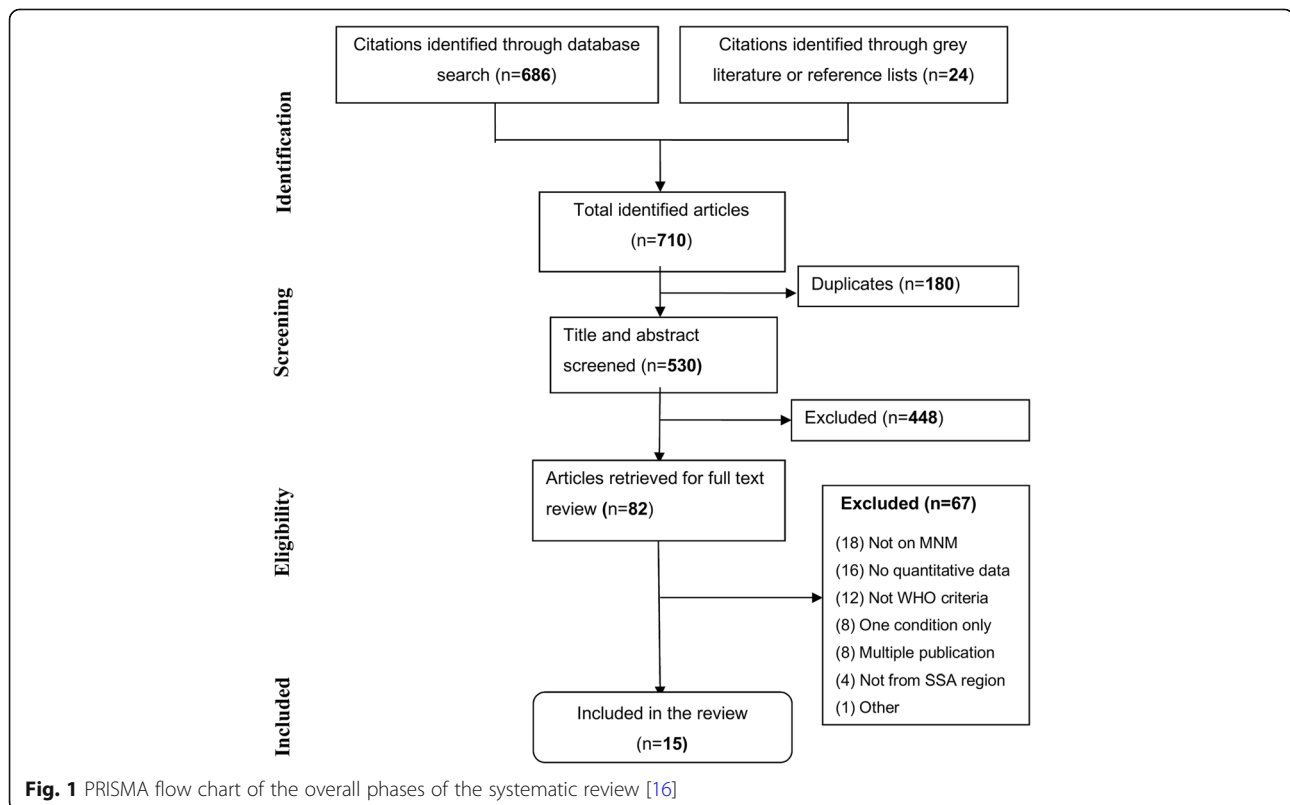 Citations identified through database
search (n=686)
Citations identified through grey
literature or reference lists (n=24)
Identification
Total identified articles
(n=710)
Duplicates (n=180)
Screening
Title and abstract
screened (n=530)
Excluded (n=448)
Eligibility
Articles retrieved for full text
review (n=82)
Excluded (n=67)
(18) Not on MNM
(16) No quantitative data
(12) Not WHO criteria
(8) One condition only
(8) Multiple publication
(4) Not from SSA region
(1) Other
Included
Included in the review
(n=15)
Fig. 1 PRISMA flow chart of the overall phases of the systematic review [16]